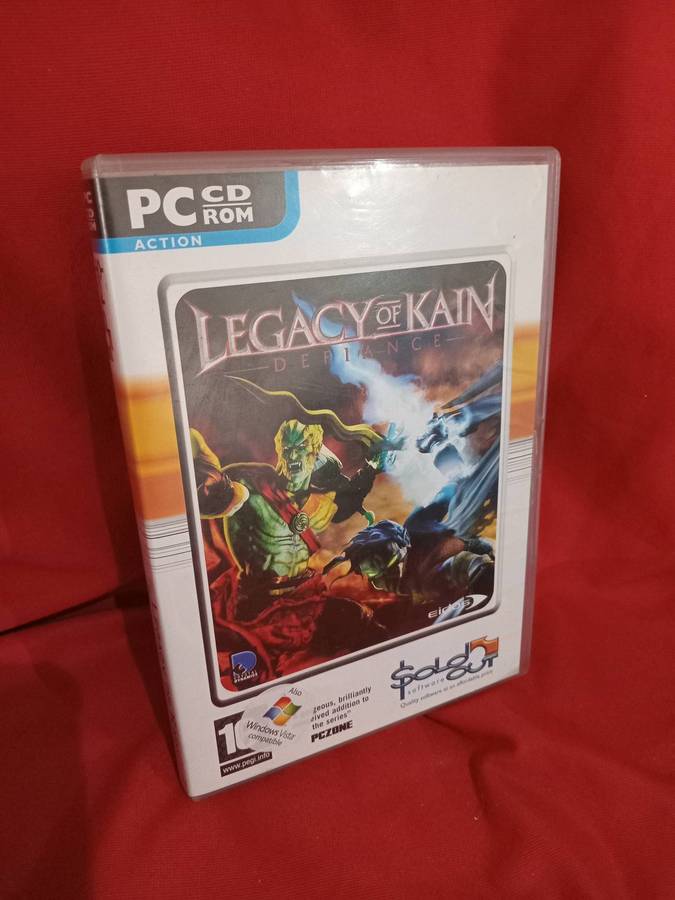 PC CD
ROM
ACTION
LEGACY OF KAIN
DEFIANCE
eidos
SOLD OUT
software
Quality software at an affordable price
Also
Windows Vista
compatible
geous, brilliantly
ived addition to
the series"
PCZONE
www.pegi.info